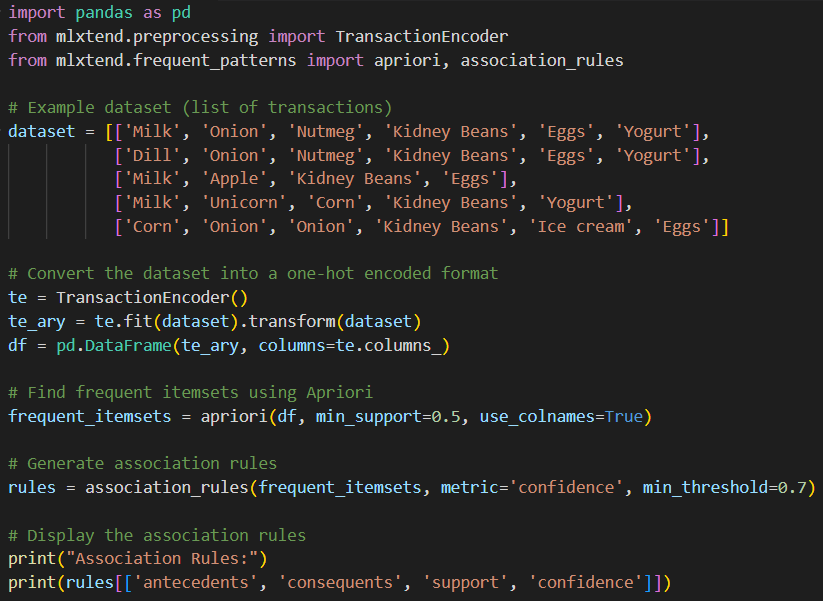 import pandas as pd
from mlxtend.preprocessing import TransactionEncoder
from mlxtend.frequent_patterns import apriori, association_rules
# Example dataset (list of transactions)
dataset = [['Milk', 'Onion', 'Nutmeg', 'Kidney Beans', 'Eggs', 'Yogurt'],
['Dill', 'Onion', 'Nutmeg', 'Kidney Beans', 'Eggs', 'Yogurt'],
['Milk', 'Apple', 'Kidney Beans', 'Eggs'],
['Milk', 'Unicorn', 'Corn', 'Kidney Beans', 'Yogurt'],
['Corn', 'Onion', 'Onion', 'Kidney Beans', 'Ice cream', 'Eggs']]
# Convert the dataset into a one-hot encoded format
te = TransactionEncoder()
te_ary = te.fit(dataset).transform(dataset)
df = pd.DataFrame(te_ary, columns=te.columns_)
# Find frequent itemsets using Apriori
frequent_itemsets = apriori(df, min_support=0.5, use_colnames=True)
# Generate association rules
rules = association_rules(frequent_itemsets, metric='confidence', min_threshold=0.7)
# Display the association rules
print("Association Rules:")
print(rules[['antecedents', 'consequents', 'support', 'confidence']])